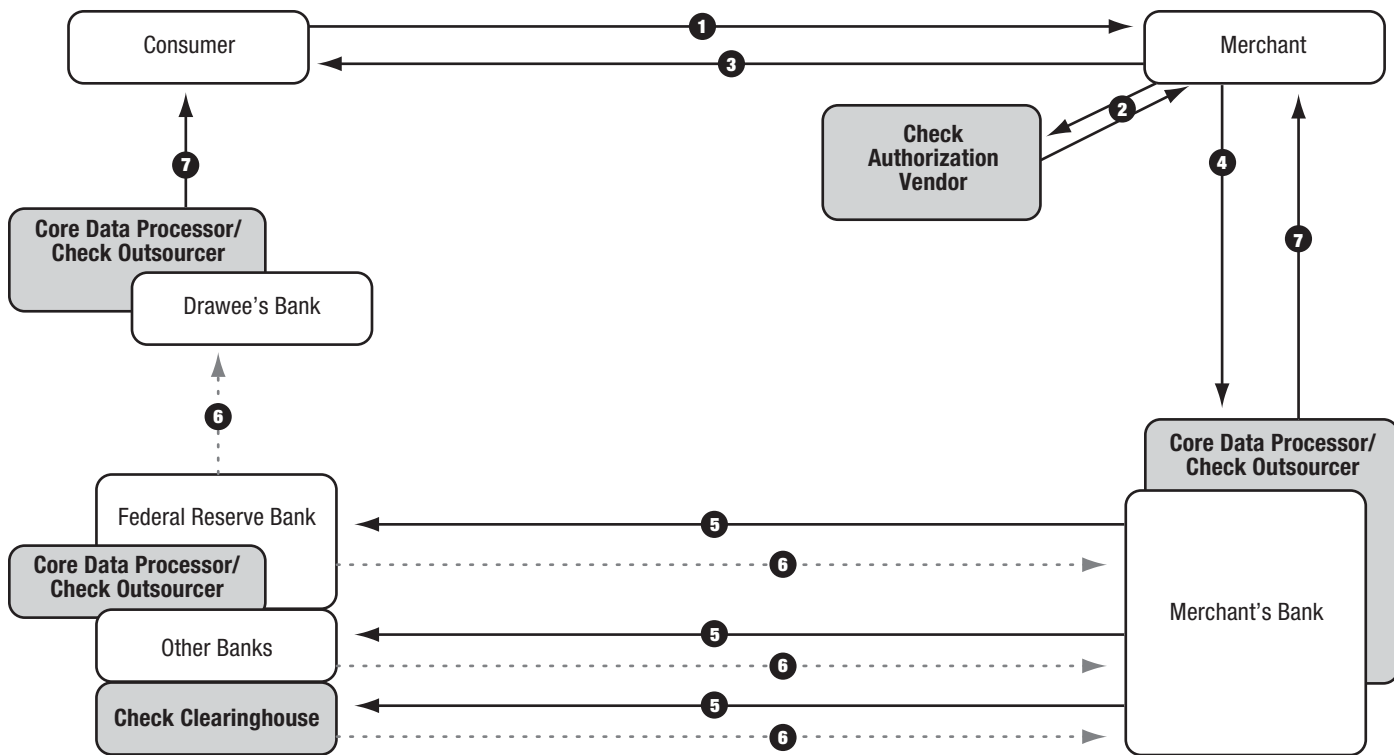 1
Consumer
Merchant
3
2
Check
Authorization
Vendor
7
4
Core Data Processor/
Check Outsourcer
7
Drawee’s Bank
6
Core Data Processor/
Check Outsourcer
Federal Reserve Bank
5
Core Data Processor/
Check Outsourcer
6
Merchant’s Bank
Other Banks
5
6
Check Clearinghouse
5
6